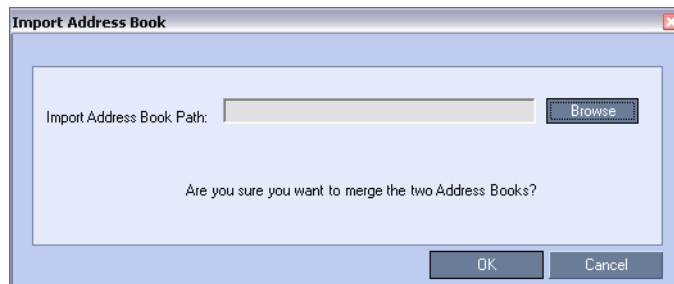 Import Address Book
Import Address Book Path:
Browse
Are you sure you want to merge the two Address Books?
OK
Cancel